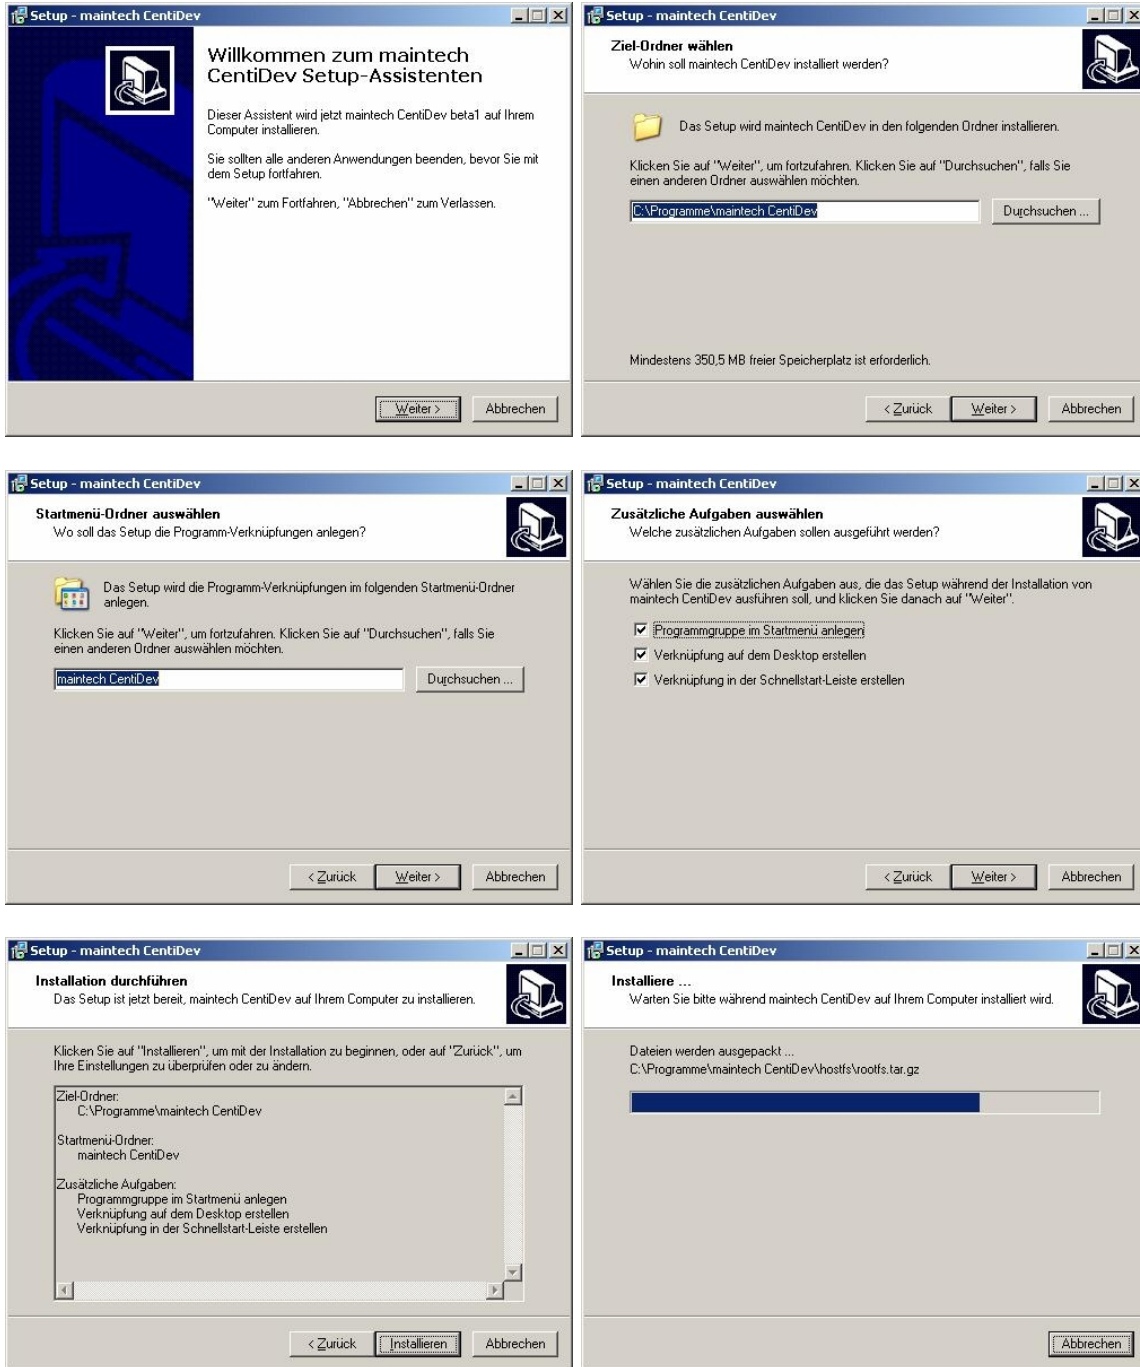 Setup - maintech CentiDev
Willkommen zum maintech
CentiDev Setup-Assistenten
Dieser Assistent wird jetzt maintech CentiDev beta1 auf Ihrem
Computer installieren.
Sie sollten alle anderen Anwendungen beenden, bevor Sie mit
dem Setup fortfahren.
"Weiter" zum Fortfahren, "Abbrechen" zum Verlassen.
Weiter >
Abbrechen
Setup - maintech CentiDev
Ziel-Ordner wählen
Wohin soll maintech CentiDev installiert werden?
Das Setup wird maintech CentiDev in den folgenden Ordner installieren.
Klicken Sie auf "Weiter", um fortzufahren. Klicken Sie auf "Durchsuchen", falls Sie
einen anderen Ordner auswählen möchten.
C:\Programme\maintech CentiDev
Durchsuchen ...
Mindestens 350,5 MB freier Speicherplatz ist erforderlich.
< Zurück
Weiter >
Abbrechen
Setup - maintech CentiDev
Startmenü-Ordner auswählen
Wo soll das Setup die Programm-Verknüpfungen anlegen?
Das Setup wird die Programm-Verknüpfungen im folgenden Startmenü-Ordner
anlegen.
Klicken Sie auf "Weiter", um fortzufahren. Klicken Sie auf "Durchsuchen", falls Sie
einen anderen Ordner auswählen möchten.
maintech CentiDev
Durchsuchen ...
< Zurück
Weiter >
Abbrechen
Setup - maintech CentiDev
Zusätzliche Aufgaben auswählen
Welche zusätzlichen Aufgaben sollen ausgeführt werden?
Wählen Sie die zusätzlichen Aufgaben aus, die das Setup während der Installation von
maintech CentiDev ausführen soll, und klicken Sie danach auf "Weiter".
Programmgruppe im Startmenü anlegen
Verknüpfung auf dem Desktop erstellen
Verknüpfung in der Schnellstart-Leiste erstellen
< Zurück
Weiter >
Abbrechen
Setup - maintech CentiDev
Installation durchführen
Das Setup ist jetzt bereit, maintech CentiDev auf Ihrem Computer zu installieren.
Klicken Sie auf "Installieren", um mit der Installation zu beginnen, oder auf "Zurück", um
Ihre Einstellungen zu überprüfen oder zu ändern.
Ziel-Ordner:
C:\Programme\maintech CentiDev
Startmenü-Ordner:
maintech CentiDev
Zusätzliche Aufgaben:
Programmgruppe im Startmenü anlegen
Verknüpfung auf dem Desktop erstellen
Verknüpfung in der Schnellstart-Leiste erstellen
< Zurück
Installieren
Abbrechen
Setup - maintech CentiDev
Installiere ...
Warten Sie bitte während maintech CentiDev auf Ihrem Computer installiert wird.
Dateien werden ausgepackt ...
C:\Programme\maintech CentiDev\hostfs\rootfs.tar.gz
Abbrechen